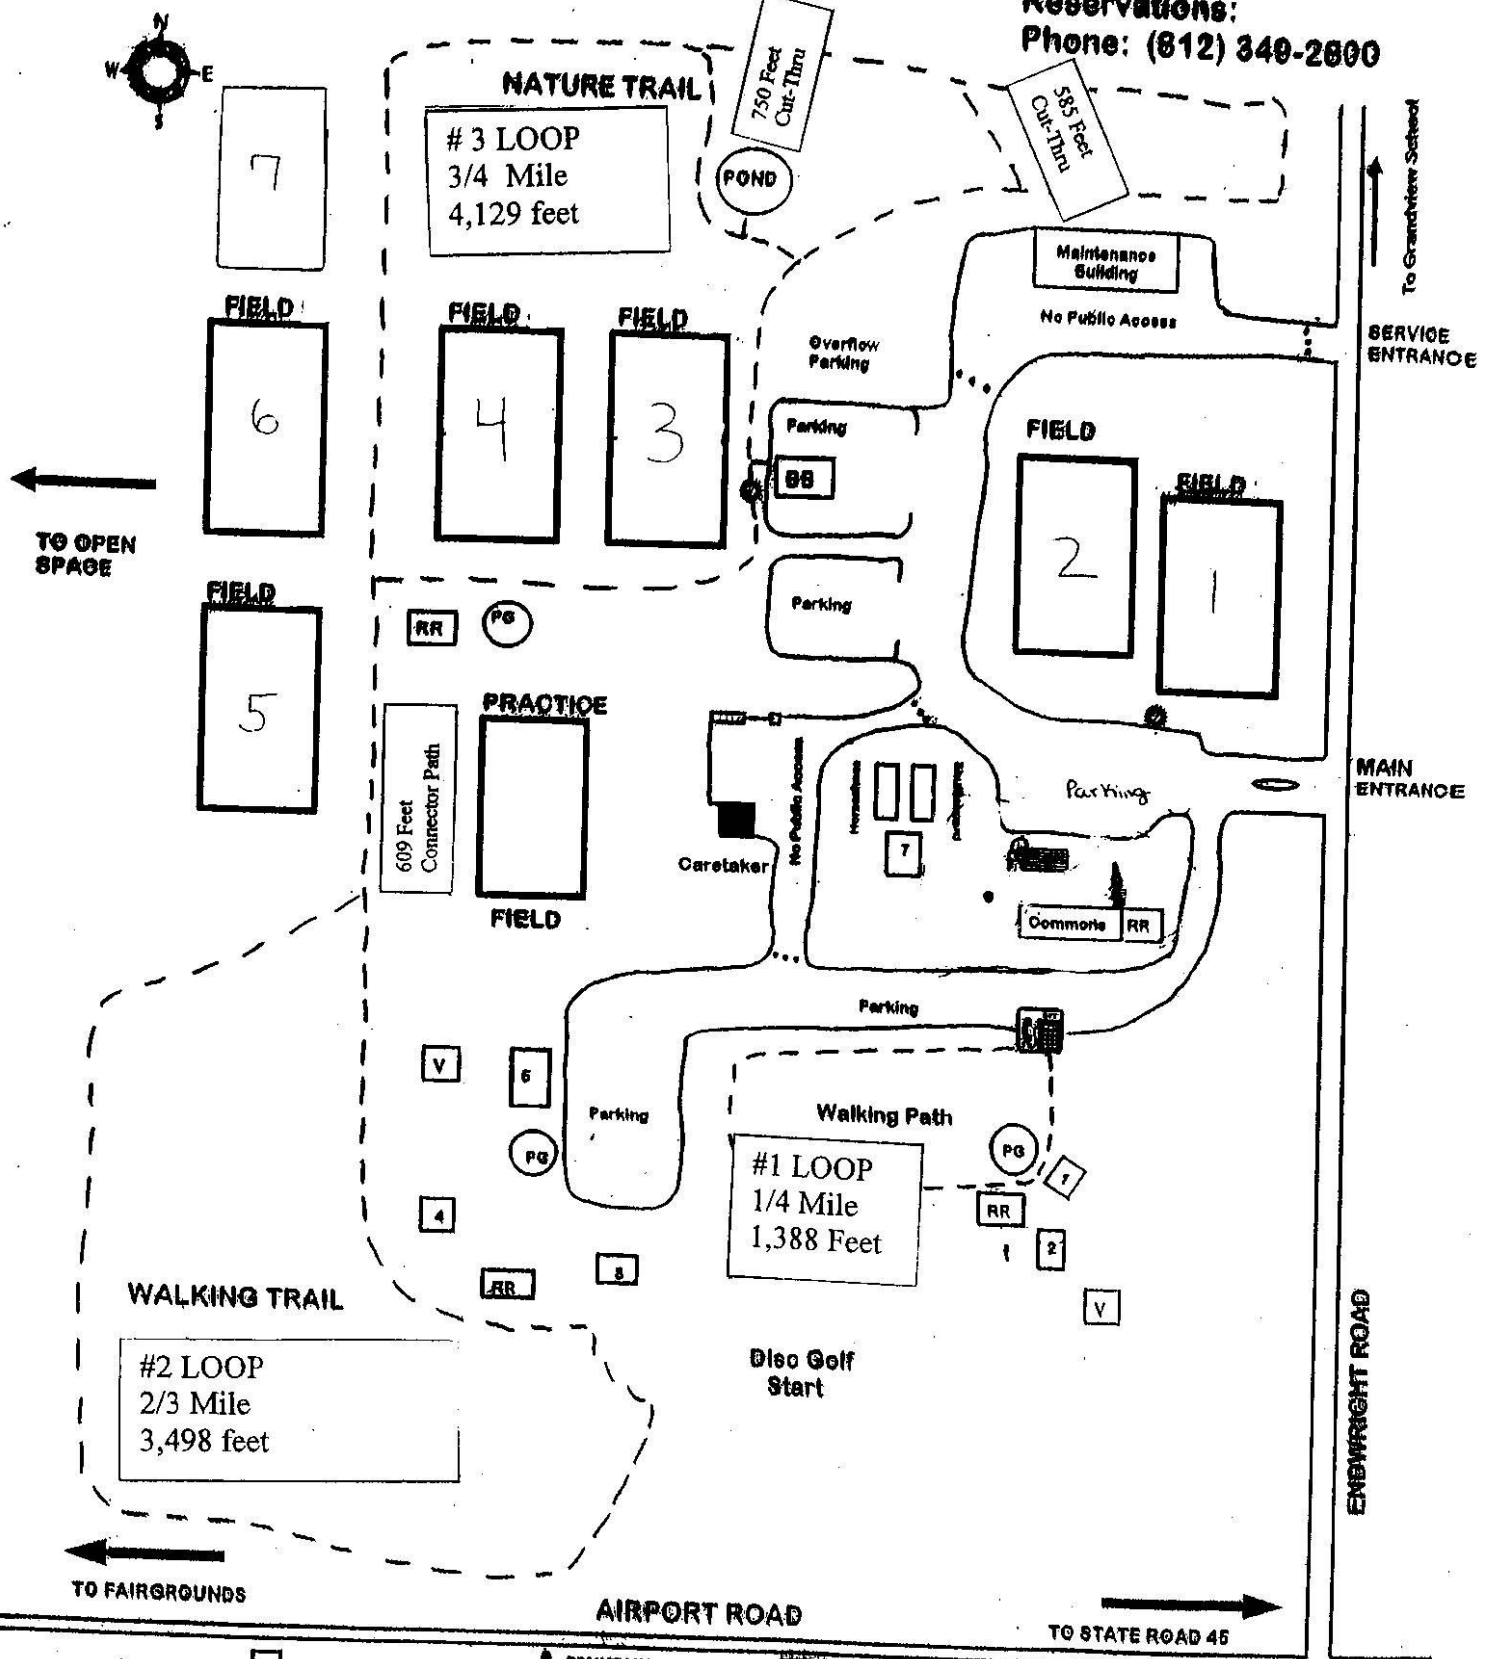 Reservations:
Phone: (812) 349-2800
N
W E
S
750 Feet
Cut-Thru
585 Feet
Cut-Thru
To Grandview School
NATURE TRAIL
# 3 LOOP
3/4 Mile
4,129 feet
7
POND
Maintenance
Building
No Public Access
SERVICE
ENTRANCE
FIELD
6
FIELD
4
FIELD
3
Overflow
Parking
Parking
FIELD
2
FIELD
1
TO OPEN
SPACE
FIELD
5
RR
PG
Parking
PRACTICE
FIELD
609 Feet
Connector Path
No Public Access
Caretaker
Horseshoes
7
Parking
MAIN
ENTRANCE
Commons
RR
Parking
V
6
Parking
PG
Walking Path
#1 LOOP
1/4 Mile
1,388 Feet
PG
1
RR
2
V
4
RR
WALKING TRAIL
#2 LOOP
2/3 Mile
3,498 feet
Disc Golf
Start
ENDWRIGHT ROAD
TO FAIRGROUNDS
AIRPORT ROAD
TO STATE ROAD 45